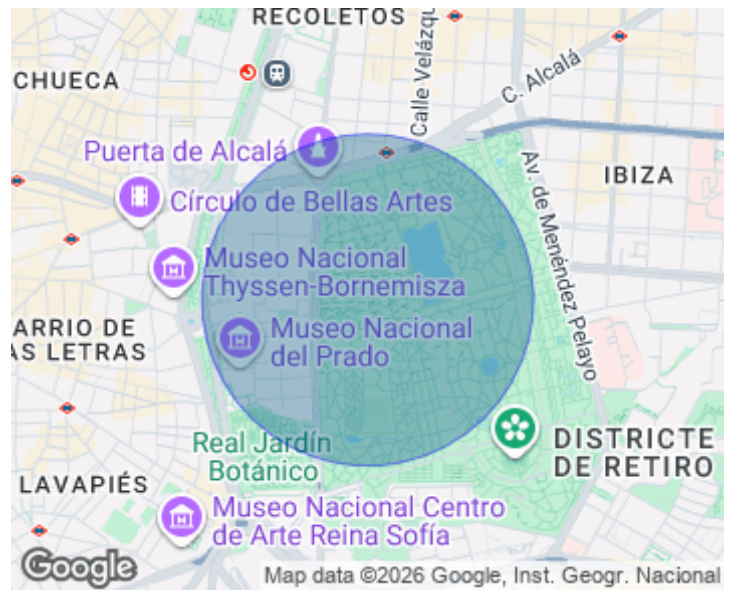 RECOLETOS
CHUECA
Calle Velázqu
C. Alcalá
Puerta de Alcalá
IBIZA
Círculo de Bellas Artes
Av. de Menéndez Pelayo
Museo Nacional
Thyssen-Bornemisza
ARRIO DE
AS LETRAS
Museo Nacional
del Prado
Real Jardín
Botánico
DISTRICTE
DE RETIRO
LAVAPIÉS
Museo Nacional Centro
de Arte Reina Sofía
Google
Map data ©2026 Google, Inst. Geogr. Nacional